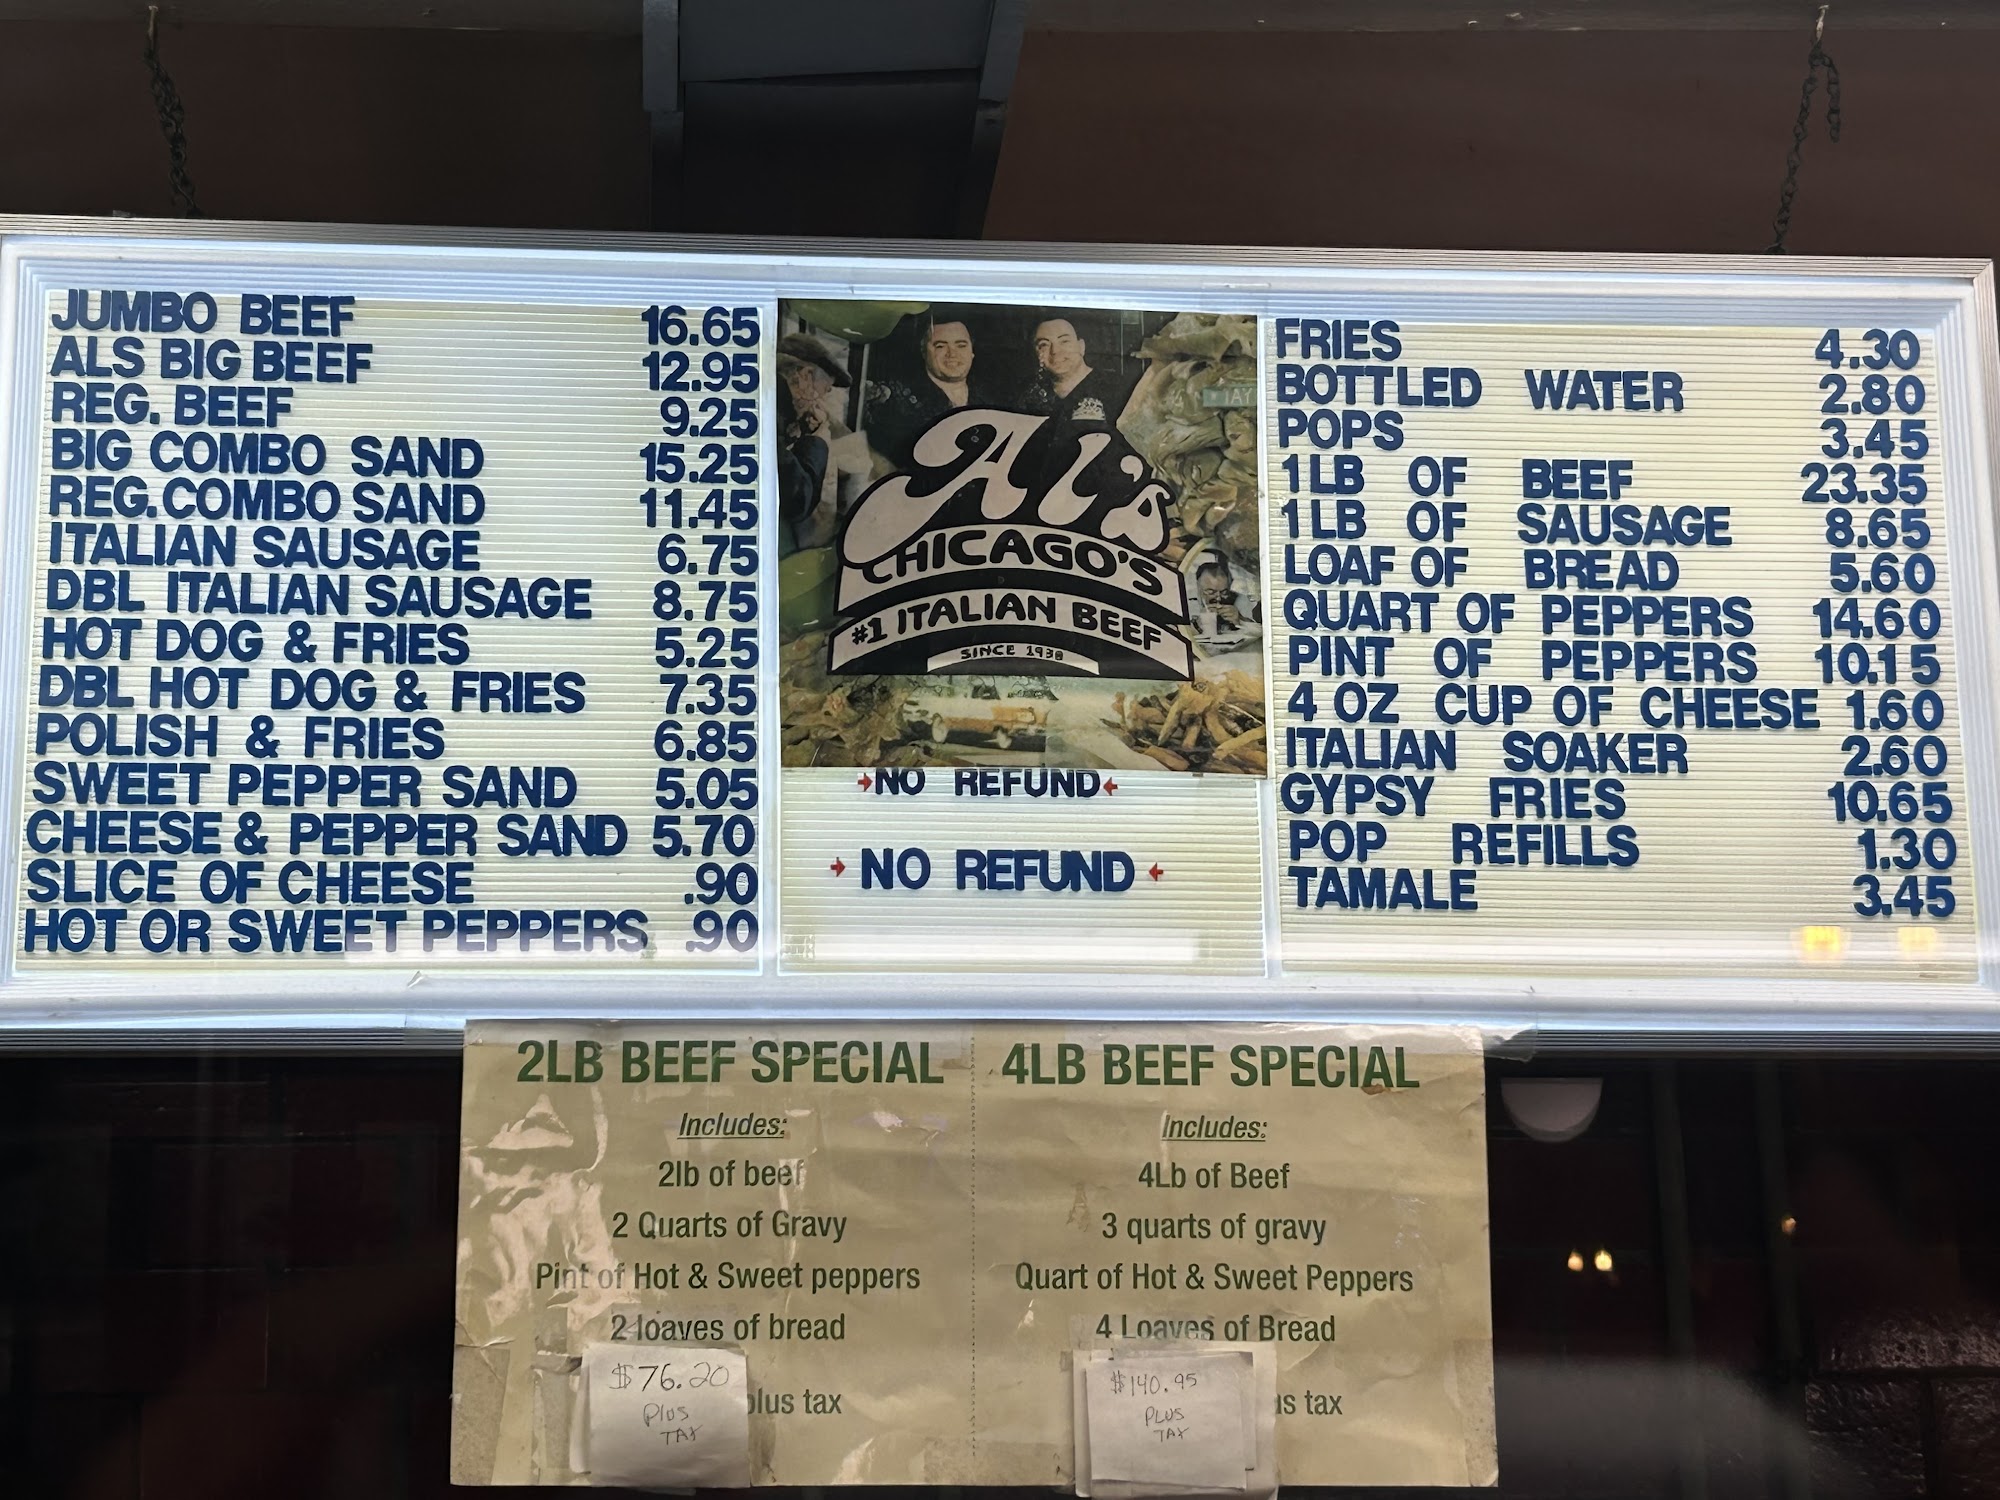 JUMBO BEEF 16.65
ALS BIG BEEF 12.95
REG. BEEF 9.25
BIG COMBO SAND 15.25
REG. COMBO SAND 11.45
ITALIAN SAUSAGE 6.75
DBL ITALIAN SAUSAGE 8.75
HOT DOG & FRIES 5.25
DBL HOT DOG & FRIES 7.35
POLISH & FRIES 6.85
SWEET PEPPER SAND 5.05
CHEESE & PEPPER SAND 5.70
SLICE OF CHEESE .90
HOT OR SWEET PEPPERS .90
Al's
CHICAGO'S
#1 ITALIAN BEEF
SINCE 1938
NO REFUND
NO REFUND
FRIES 4.30
BOTTLED WATER 2.80
POPS 3.45
1LB OF BEEF 23.35
1LB OF SAUSAGE 8.65
LOAF OF BREAD 5.60
QUART OF PEPPERS 14.60
PINT OF PEPPERS 10.15
4 OZ CUP OF CHEESE 1.60
ITALIAN SOAKER 2.60
GYPSY FRIES 10.65
POP REFILLS 1.30
TAMALE 3.45
2LB BEEF SPECIAL
Includes:
2lb of beef
2 Quarts of Gravy
Pint of Hot & Sweet peppers
2 loaves of bread
$76.20
Plus
TAX
plus tax
4LB BEEF SPECIAL
Includes:
4Lb of Beef
3 quarts of gravy
Quart of Hot & Sweet Peppers
4 Loaves of Bread
$140.95
PLUS
TAX
us tax